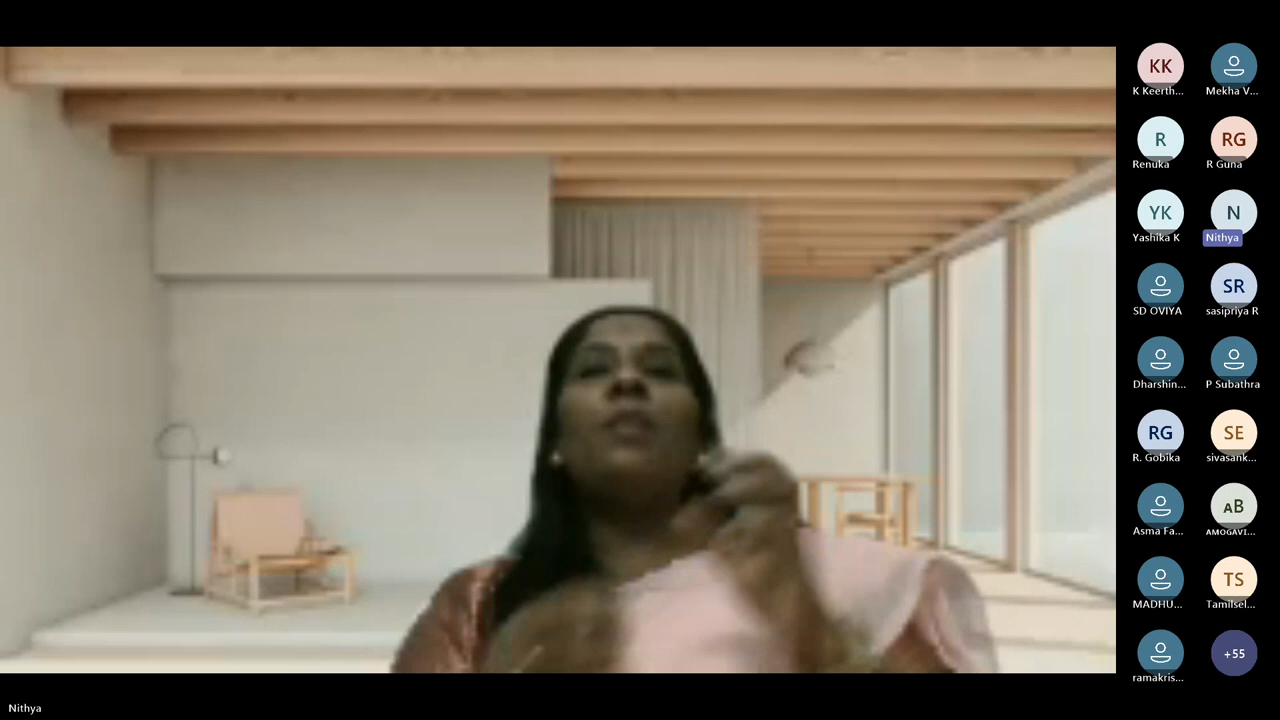 KK
K Keerth...
Mekha V...
R
Renuka
RG
R Guna
YK
Yashika K
N
Nithya
SD OVIYA
SR
sasipriya R
Dharshin...
P Subathra
RG
R. Gobika
SE
sivasank...
Asma Fa...
AB
AMOGAVI...
MADHU...
TS
Tamilsel...
ramakris...
+55
Nithya